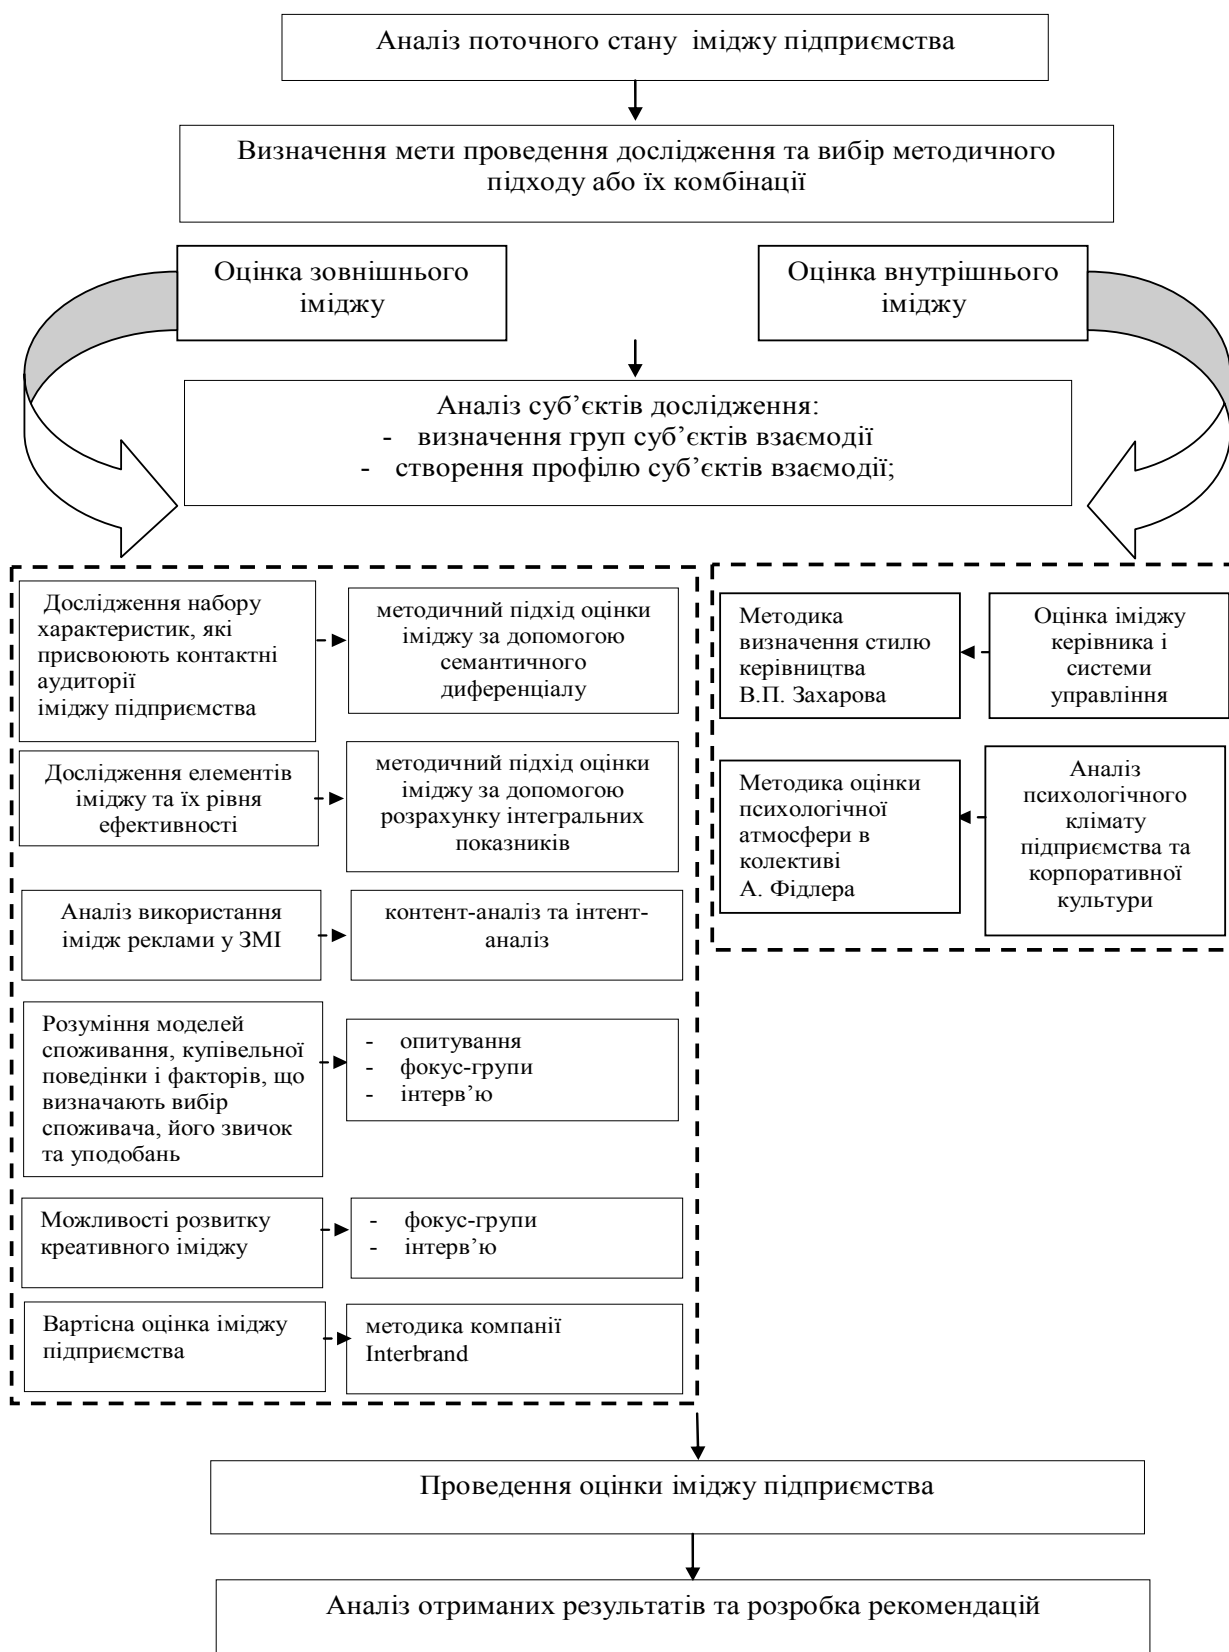 Аналіз поточного стану іміджу підприємства
Визначення мети проведення дослідження та вибір методичного
підходу або їх комбінації
Оцінка зовнішнього
іміджу
Оцінка внутрішнього
іміджу
Аналіз суб’єктів дослідження:
- визначення груп суб’єктів взаємодії
- створення профілю суб’єктів взаємодії;
Дослідження набору
характеристик, які
присвоюють контактні
аудиторії
іміджу підприємства
методичний підхід оцінки
іміджу за допомогою
семантичного
диференціалу
Дослідження елементів
іміджу та їх рівня
ефективності
методичний підхід оцінки
іміджу за допомогою
розрахунку інтегральних
показників
Аналіз використання
імідж реклами у ЗМІ
контент-аналіз та інтент-
аналіз
Розуміння моделей
споживання, купівельної
поведінки і факторів, що
визначають вибір
споживача, його звичок
та уподобань
- опитування
- фокус-групи
- інтерв’ю
Можливості розвитку
креативного іміджу
- фокус-групи
- інтерв’ю
Вартісна оцінка іміджу
підприємства
методика компанії
Interbrand
Методика
визначення стилю
керівництва
В.П. Захарова
Оцінка іміджу
керівника і
системи
управління
Методика оцінки
психологічної
атмосфери в
колективі
А. Фідлера
Аналіз
психологічного
клімату
підприємства та
корпоративної
культури
Проведення оцінки іміджу підприємства
Аналіз отриманих результатів та розробка рекомендацій